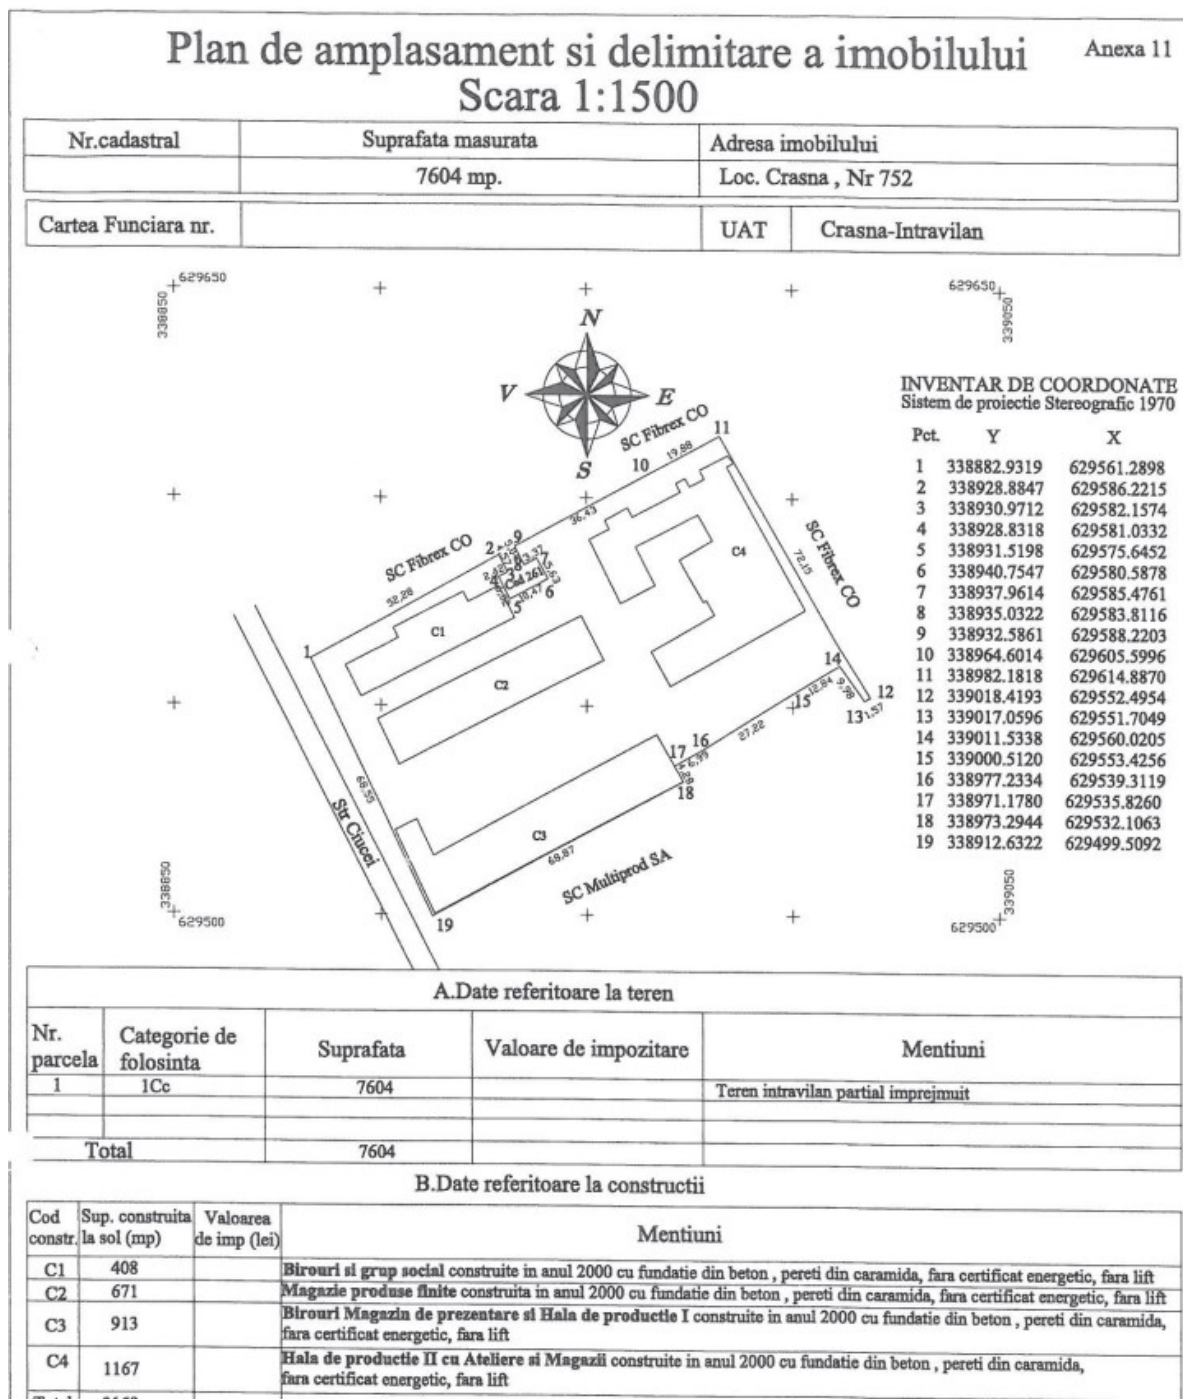 Plan de amplasament si delimitare a imobilului
Anexa 11
Scara 1:1500
Nr.cadastral Suprafata masurata Adresa imobilului
7604 mp. Loc. Crasna , Nr 752
Cartea Funciara nr. UAT Crasna-Intravilan
629650 629650
338850 339050
N
V E
S
SC Fibrex CO
19,88
11
10
36,43
SC Fibrex CO
2 9
52,28
8 3,37 7
4 3 Cad 261 5,63
5 10,47 6
C1
C2
C4
SC Fibrex CO
72,15
1
14
12,84
15
9,98
12
13 1,57
27,22
16
17 6,99
4,28
18
68,55
Str Ciucei
C3
68,87
SC Multiprod SA
19
338850 339050
629500 629500
INVENTAR DE COORDONATE
Sistem de proiectie Stereografic 1970
Pct. Y X
1 338882.9319 629561.2898
2 338928.8847 629586.2215
3 338930.9712 629582.1574
4 338928.8318 629581.0332
5 338931.5198 629575.6452
6 338940.7547 629580.5878
7 338937.9614 629585.4761
8 338935.0322 629583.8116
9 338932.5861 629588.2203
10 338964.6014 629605.5996
11 338982.1818 629614.8870
12 339018.4193 629552.4954
13 339017.0596 629551.7049
14 339011.5338 629560.0205
15 339000.5120 629553.4256
16 338977.2334 629539.3119
17 338971.1780 629535.8260
18 338973.2944 629532.1063
19 338912.6322 629499.5092
A.Date referitoare la teren
Nr. parcela Categorie de folosinta Suprafata Valoare de impozitare Mentiuni
1 1Cc 7604 Teren intravilan partial imprejmuit
Total 7604
B.Date referitoare la constructii
Cod constr. Sup. construita la sol (mp) Valoarea de imp (lei) Mentiuni
C1 408 Birouri si grup social construite in anul 2000 cu fundatie din beton , pereti din caramida, fara certificat energetic, fara lift
C2 671 Magazie produse finite construita in anul 2000 cu fundatie din beton , pereti din caramida, fara certificat energetic, fara lift
C3 913 Birouri Magazin de prezentare si Hala de productie I construite in anul 2000 cu fundatie din beton , pereti din caramida,
fara certificat energetic, fara lift
C4 1167 Hala de productie II cu Ateliere si Magazii construite in anul 2000 cu fundatie din beton , pereti din caramida,
fara certificat energetic, fara lift